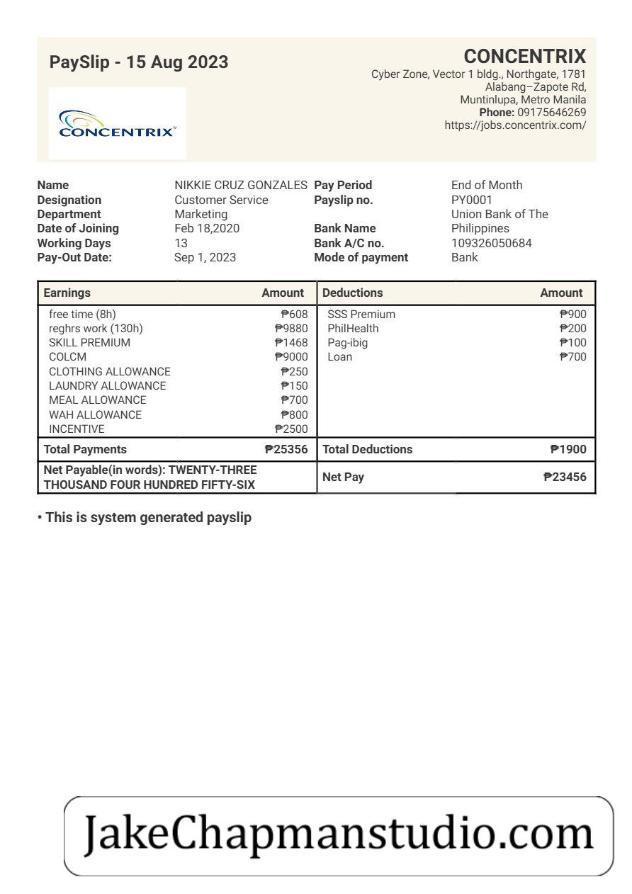 PaySlip - 15 Aug 2023
CONCENTRIX
Cyber Zone, Vector 1 bldg., Northgate, 1781
Alabang–Zapote Rd,
Muntinlupa, Metro Manila
Phone: 09175646269
https://jobs.concentrix.com/
CONCENTRIX
Name NIKKIE CRUZ GONZALES Pay Period End of Month
Designation Customer Service Payslip no. PY0001
Department Marketing Union Bank of The
Date of Joining Feb 18,2020 Bank Name Philippines
Working Days 13 Bank A/C no. 109326050684
Pay-Out Date: Sep 1, 2023 Mode of payment Bank
Earnings Amount Deductions Amount
free time (8h) ₱608 SSS Premium ₱900
reghrs work (130h) ₱9880 PhilHealth ₱200
SKILL PREMIUM ₱1468 Pag-ibig ₱100
COLCM ₱9000 Loan ₱700
CLOTHING ALLOWANCE ₱250
LAUNDRY ALLOWANCE ₱150
MEAL ALLOWANCE ₱700
WAH ALLOWANCE ₱800
INCENTIVE ₱2500
Total Payments ₱25356 Total Deductions ₱1900
Net Payable(in words): TWENTY-THREE
THOUSAND FOUR HUNDRED FIFTY-SIX Net Pay ₱23456
• This is system generated payslip
JakeChapmanstudio.com